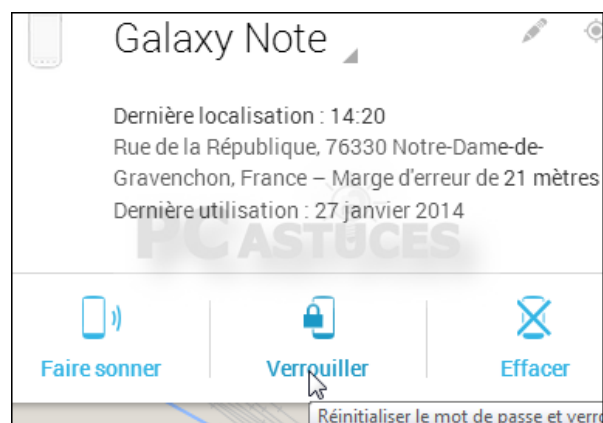 Galaxy Note
Dernière localisation : 14:20
Rue de la République, 76330 Notre-Dame-de-
Gravenchon, France – Marge d'erreur de 21 mètres
Dernière utilisation : 27 janvier 2014
PC ASTUCES
Faire sonner
Verrouiller
Effacer
Réinitialiser le mot de passe et verro